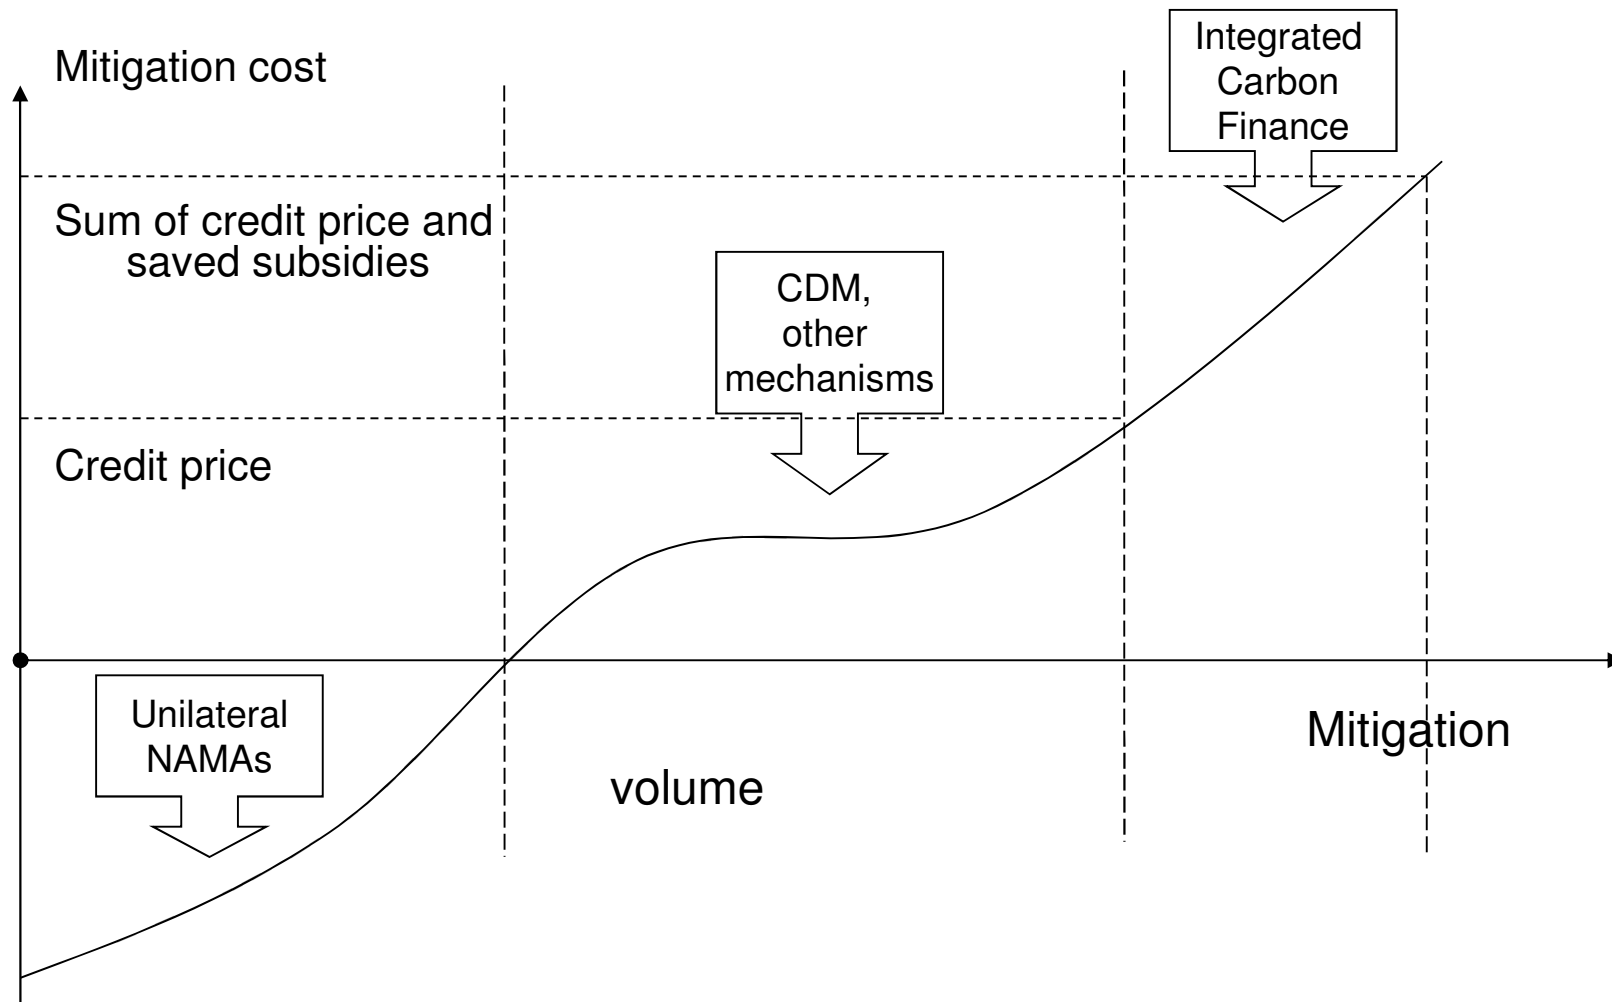 Mitigation cost
Integrated
Carbon
Finance
Sum of credit price and
saved subsidies
CDM,
other
mechanisms
Credit price
Unilateral
NAMAs
Mitigation
volume